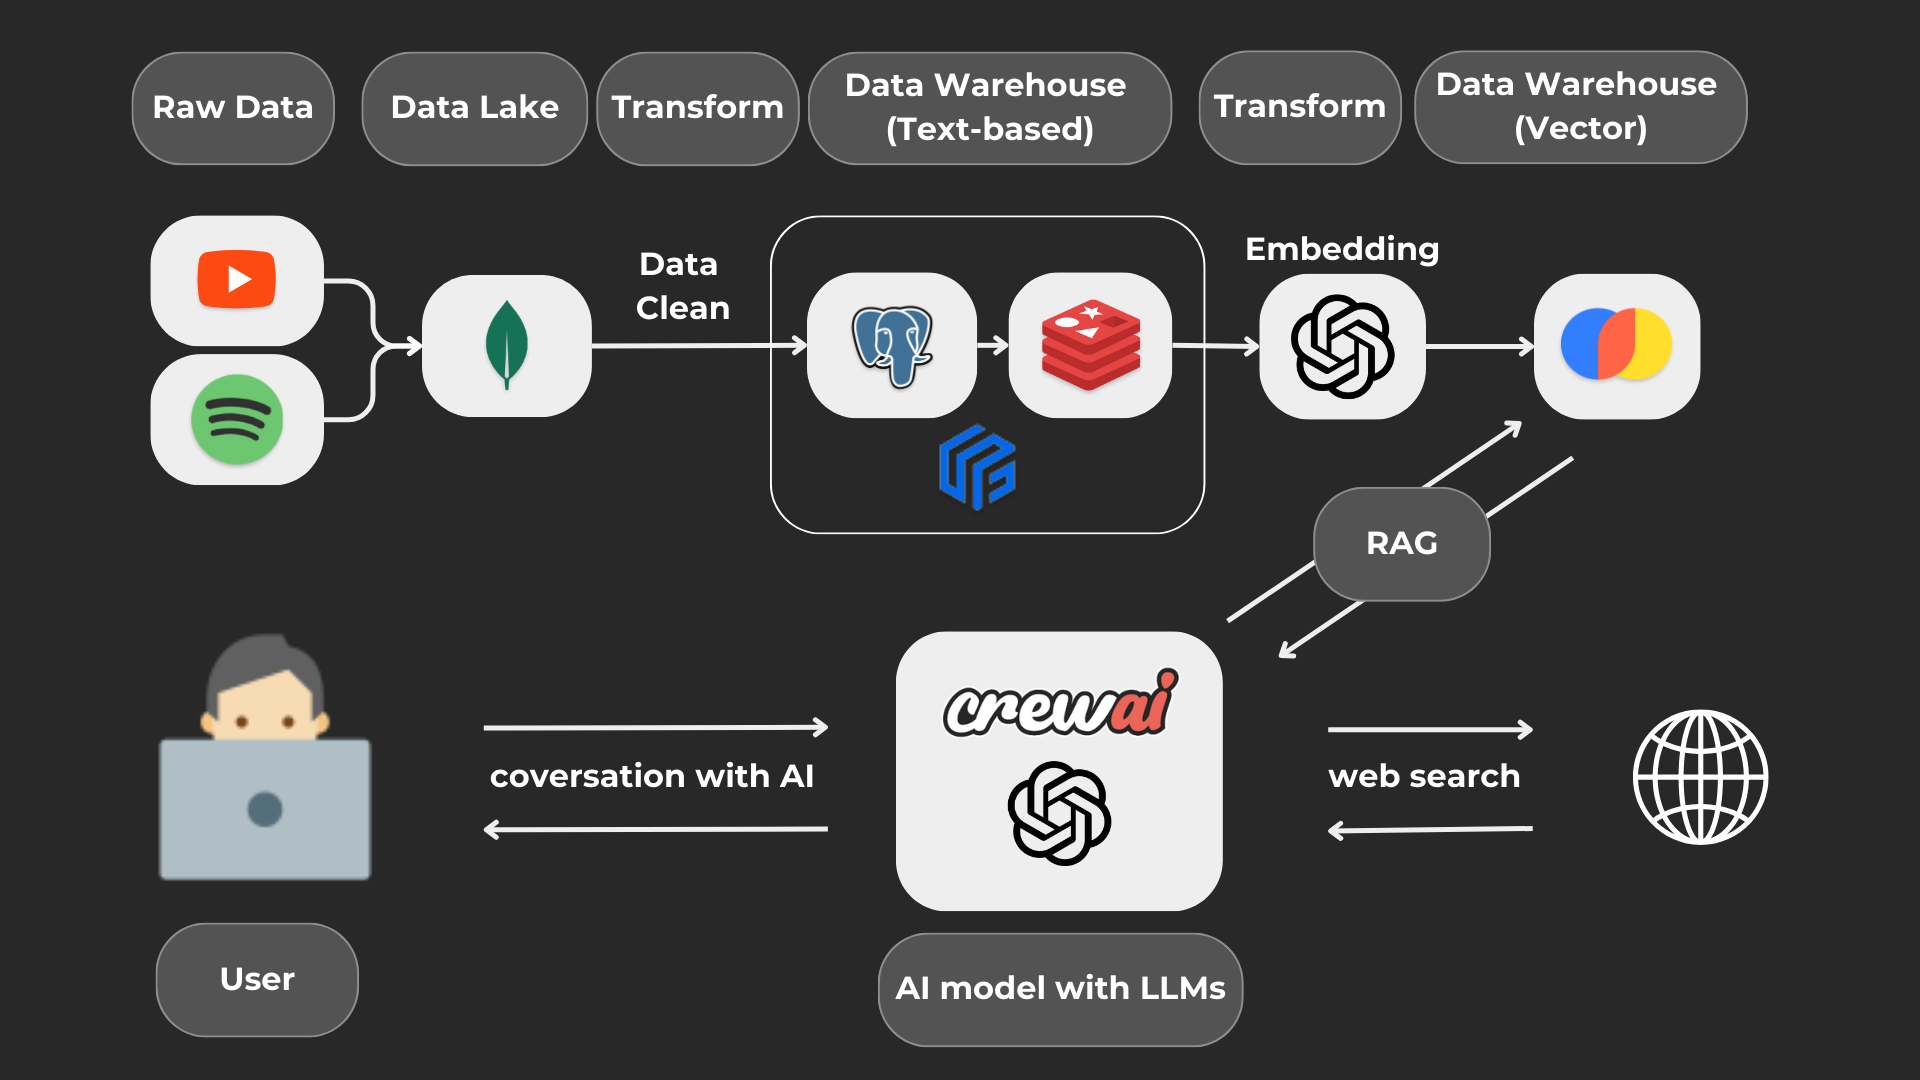 Raw Data
Data Lake
Transform
Data Warehouse
(Text-based)
Transform
Data Warehouse
(Vector)
Data
Clean
Embedding
RAG
crewai
coversation with AI
web search
User
AI model with LLMs